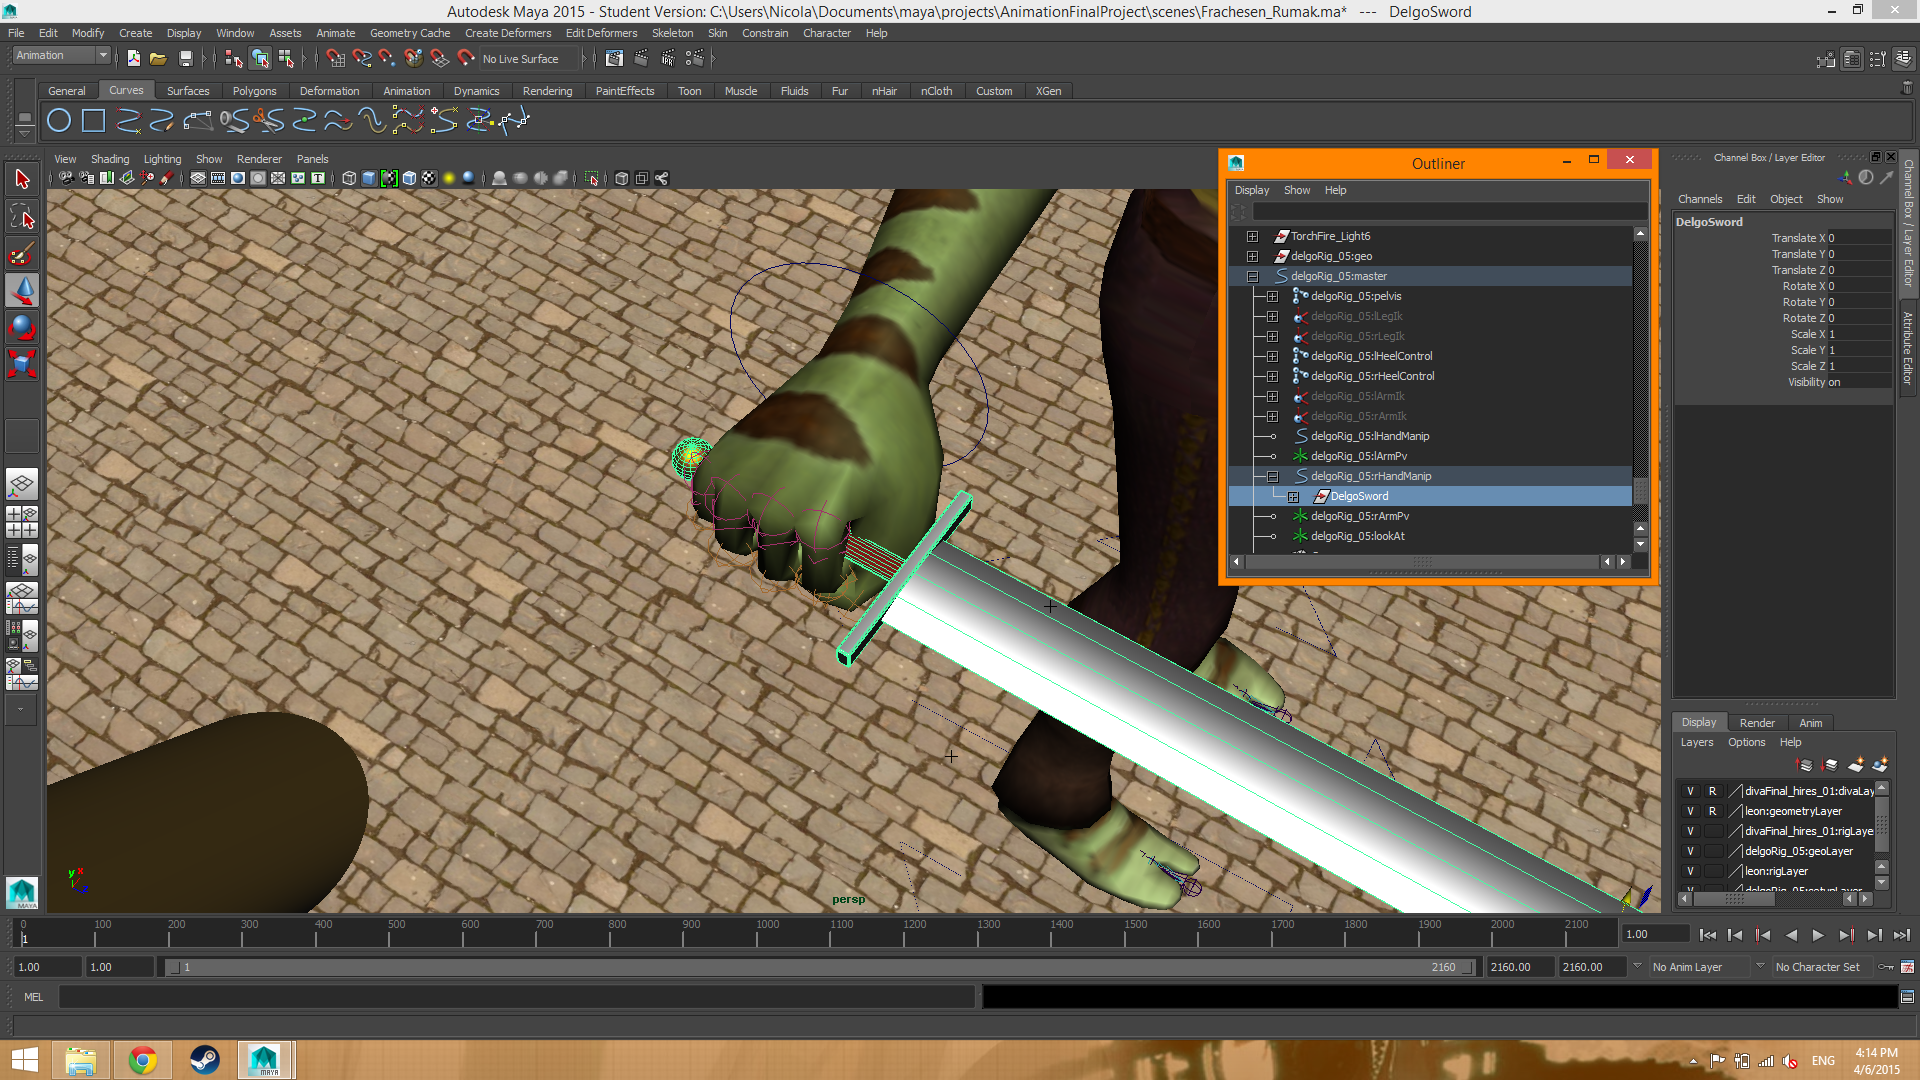 Autodesk Maya 2015 - Student Version: C:\Users\Nicola\Documents\maya\projects\AnimationFinalProject\scenes\Frachesen_Rumak.ma* --- DelgoSword
File Edit Modify Create Display Window Assets Animate Geometry Cache Create Deformers Edit Deformers Skeleton Skin Constrain Character Help
Animation No Live Surface
General Curves Surfaces Polygons Deformation Animation Dynamics Rendering PaintEffects Toon Muscle Fluids Fur nHair nCloth Custom XGen
View Shading Lighting Show Renderer Panels
Outliner
Display Show Help
TorchFire_Light6
delgoRig_05:geo
delgoRig_05:master
delgoRig_05:pelvis
delgoRig_05:lLegIk
delgoRig_05:rLegIk
delgoRig_05:lHeelControl
delgoRig_05:rHeelControl
delgoRig_05:lArmIk
delgoRig_05:rArmIk
delgoRig_05:lHandManip
delgoRig_05:lArmPv
delgoRig_05:rHandManip
DelgoSword
delgoRig_05:rArmPv
delgoRig_05:lookAt
Channel Box / Layer Editor
Channels Edit Object Show
DelgoSword
Translate X 0
Translate Y 0
Translate Z 0
Rotate X 0
Rotate Y 0
Rotate Z 0
Scale X 1
Scale Y 1
Scale Z 1
Visibility on
Channel Box / Layer Editor
Attribute Editor
Display Render Anim
Layers Options Help
V R divaFinal_hires_01:divaLay
V R leon:geometryLayer
V divaFinal_hires_01:rigLaye
V delgoRig_05:geoLayer
V leon:rigLayer
V delgoRig_05:setupLayer
y x z
persp
MAYA
0 100 200 300 400 500 600 700 800 900 1000 1100 1200 1300 1400 1500 1600 1700 1800 1900 2000 2100
1 1.00
1.00 1.00 1 2160 2160.00 2160.00 No Anim Layer No Character Set
MEL
MAYA
ENG
4:14 PM
4/6/2015